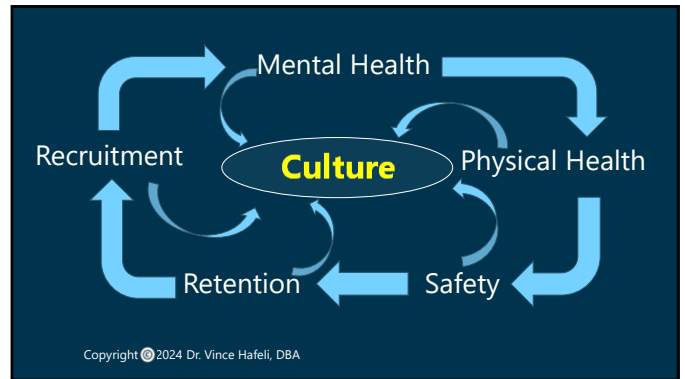 Mental Health
Recruitment
Culture
Physical Health
Retention
Safety
Copyright ©2024 Dr. Vince Hafeli, DBA